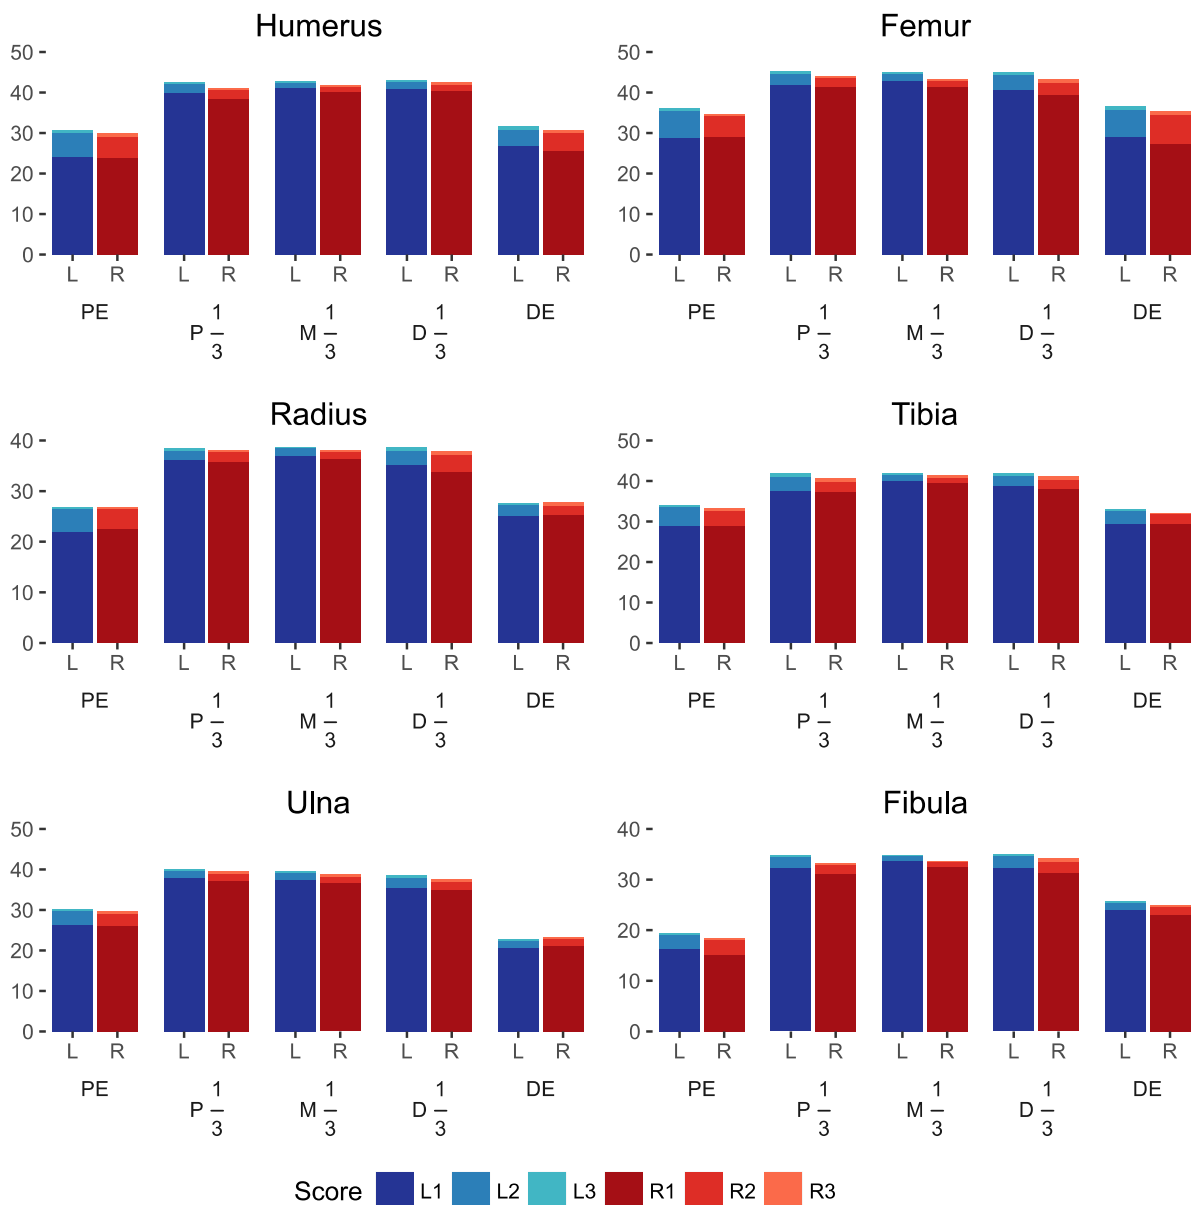 Humerus
50
40
30
20
10
0
L R L R L R L R L R
PE P 1/3 M 1/3 D 1/3 DE
Femur
50
40
30
20
10
0
L R L R L R L R L R
PE P 1/3 M 1/3 D 1/3 DE
Radius
40
30
20
10
0
L R L R L R L R L R
PE P 1/3 M 1/3 D 1/3 DE
Tibia
50
40
30
20
10
0
L R L R L R L R L R
PE P 1/3 M 1/3 D 1/3 DE
Ulna
50
40
30
20
10
0
L R L R L R L R L R
PE P 1/3 M 1/3 D 1/3 DE
Fibula
40
30
20
10
0
L R L R L R L R L R
PE P 1/3 M 1/3 D 1/3 DE
Score L1 L2 L3 R1 R2 R3